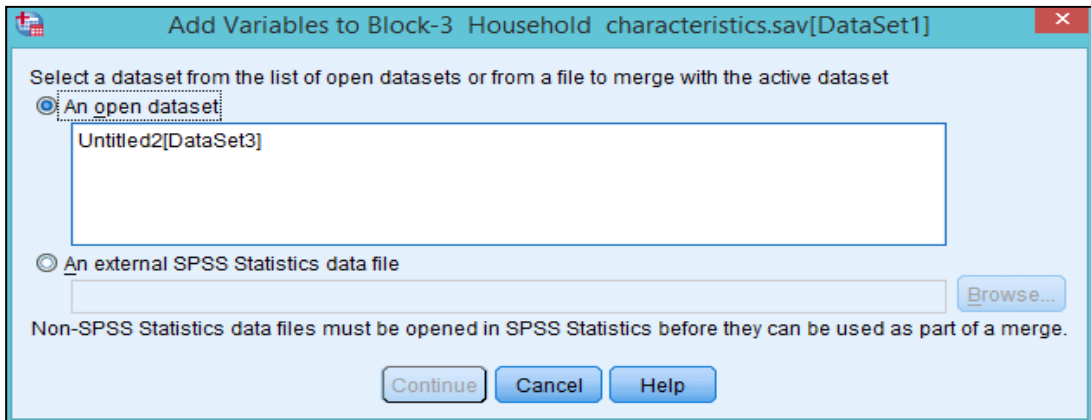 Add Variables to Block-3 Household characteristics.sav[DataSet1]
Select a dataset from the list of open datasets or from a file to merge with the active dataset
An open dataset
Untitled2[DataSet3]
An external SPSS Statistics data file
Browse...
Non-SPSS Statistics data files must be opened in SPSS Statistics before they can be used as part of a merge.
Continue Cancel Help